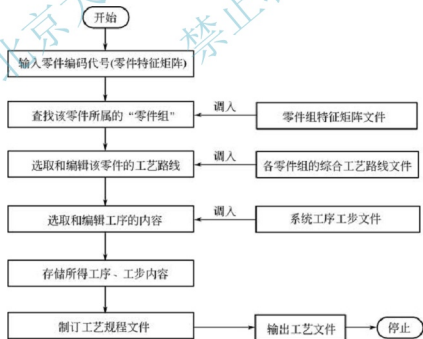 开始
输入零件编码代号(零件特征矩阵)
查找该零件所属的“零件组”
调入
零件组特征矩阵文件
选取和编辑该零件的工艺路线
调入
各零件组的综合工艺路线文件
选取和编辑工序的内容
调入
系统工序工步文件
存储所得工序、工步内容
制订工艺规程文件
输出工艺文件
停止
北京
禁止